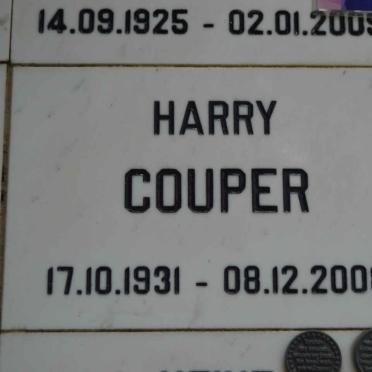 14.09.1925 - 02.01.200
HARRY
COUPER
17.10.1931 - 08.12.200